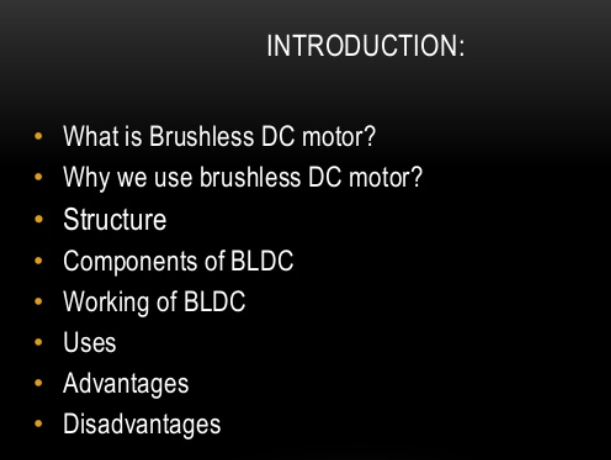 INTRODUCTION:
• What is Brushless DC motor?
• Why we use brushless DC motor?
• Structure
• Components of BLDC
• Working of BLDC
• Uses
• Advantages
• Disadvantages